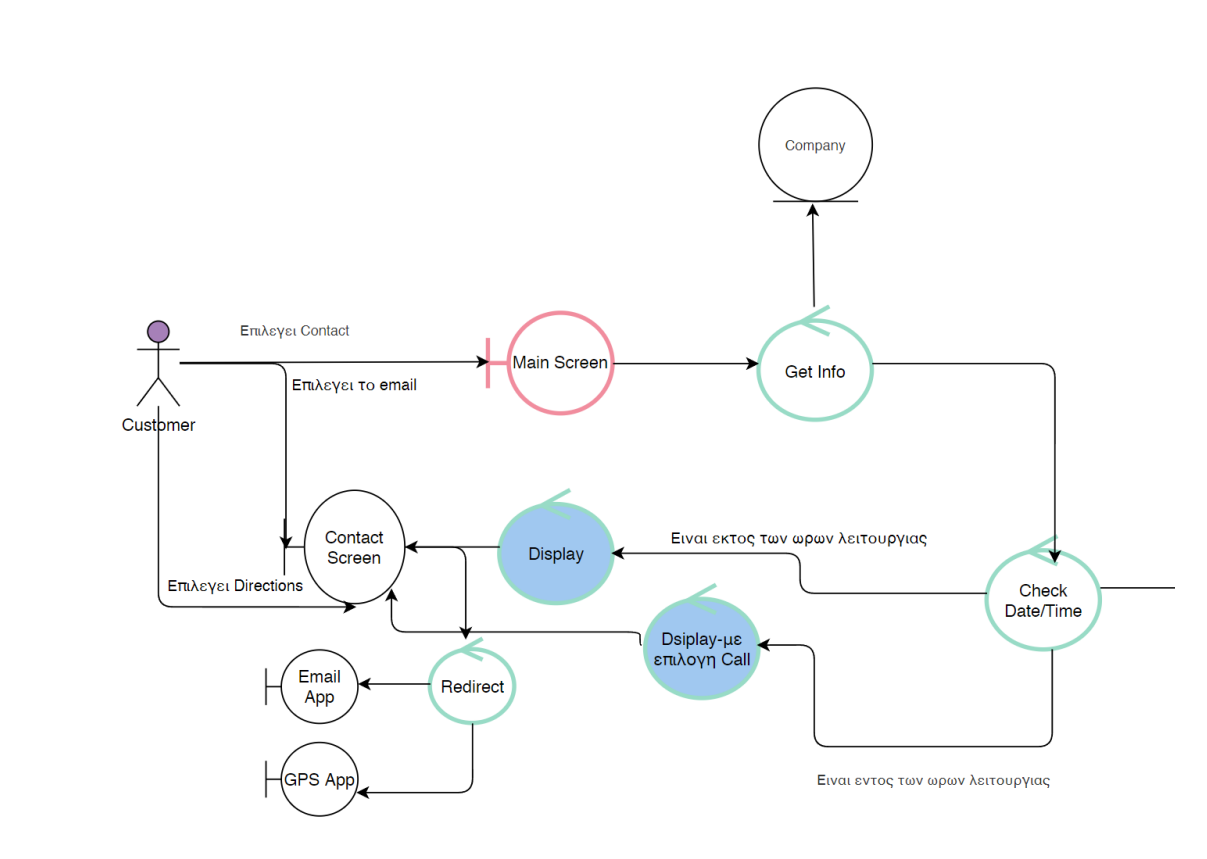 Company
Επιλεγει Contact
Main Screen
Get Info
Επιλεγει το email
Customer
Contact
Screen
Display
Ειναι εκτος των ωρων λειτουργιας
Επιλεγει Directions
Check
Date/Time
Dsiplay-με
επιλογη Call
Email
App
Redirect
GPS App
Ειναι εντος των ωρων λειτουργιας